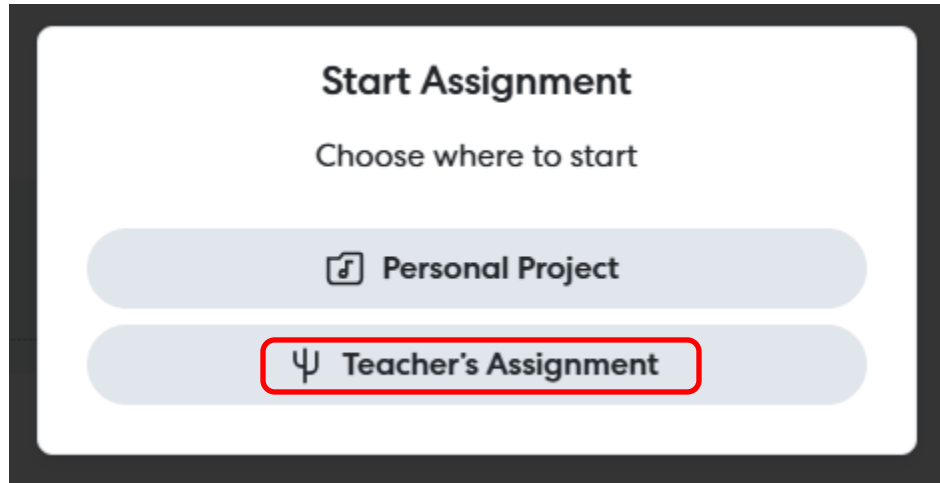 Start Assignment
Choose where to start
Personal Project
Teacher's Assignment